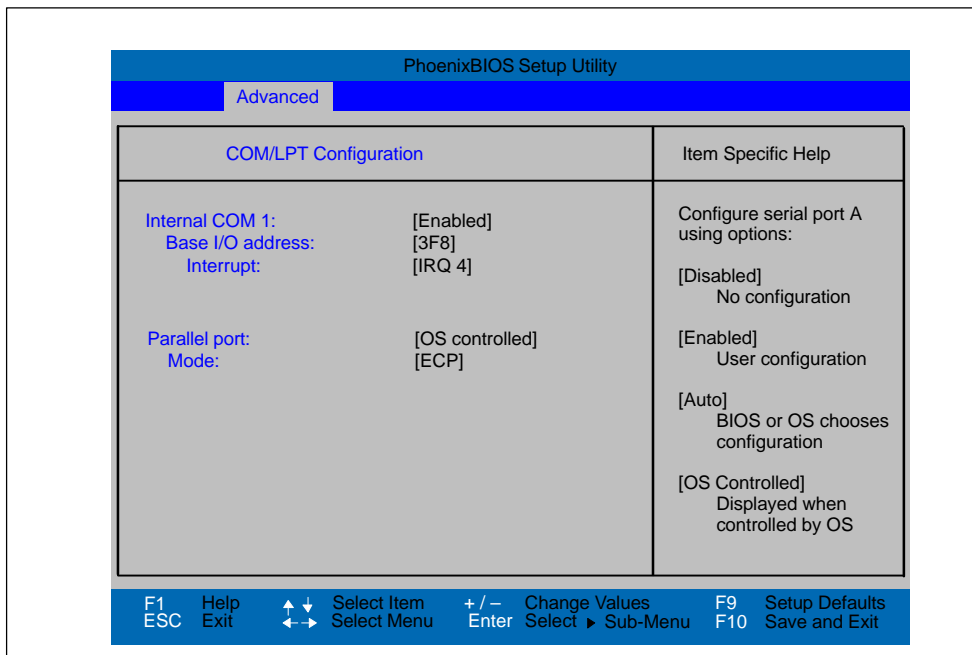 PhoenixBIOS Setup Utility
Advanced
COM/LPT Configuration
Item Specific Help
Internal COM 1: [Enabled]
Base I/O address: [3F8]
Interrupt: [IRQ 4]
Parallel port: [OS controlled]
Mode: [ECP]
Configure serial port A
using options:
[Disabled]
No configuration
[Enabled]
User configuration
[Auto]
BIOS or OS chooses
configuration
[OS Controlled]
Displayed when
controlled by OS
F1 Help Select Item + / – Change Values F9 Setup Defaults
ESC Exit Select Menu Enter Select Sub-Menu F10 Save and Exit